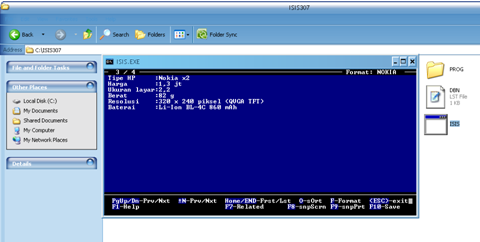 ISIS307
Back
Search
Folders
Folder Sync
Address
C:\ISIS307
File and Folder Tasks
Other Places
Local Disk (C:)
My Documents
Shared Documents
My Computer
My Network Places
Details
ISIS.EXE
3 / 4 Format: NOKIA
Tipe HP :Nokia x2
Harga :1,3 jt
Ukuran layar:2,2
Berat :82 g
Resolusi :320 x 240 piksel (QVGA TFT)
Baterai :Li-Ion BL-4C 860 mAh
PgUp/Dn-Prv/Nxt Home/END-Frst/Lst O-sOrt F-Format (ESC)-exit
F1-Help F7-Related F8-snpScrn F9-snpPrt F10-Save
PROG
DBN
LST File
1 KB
ISIS